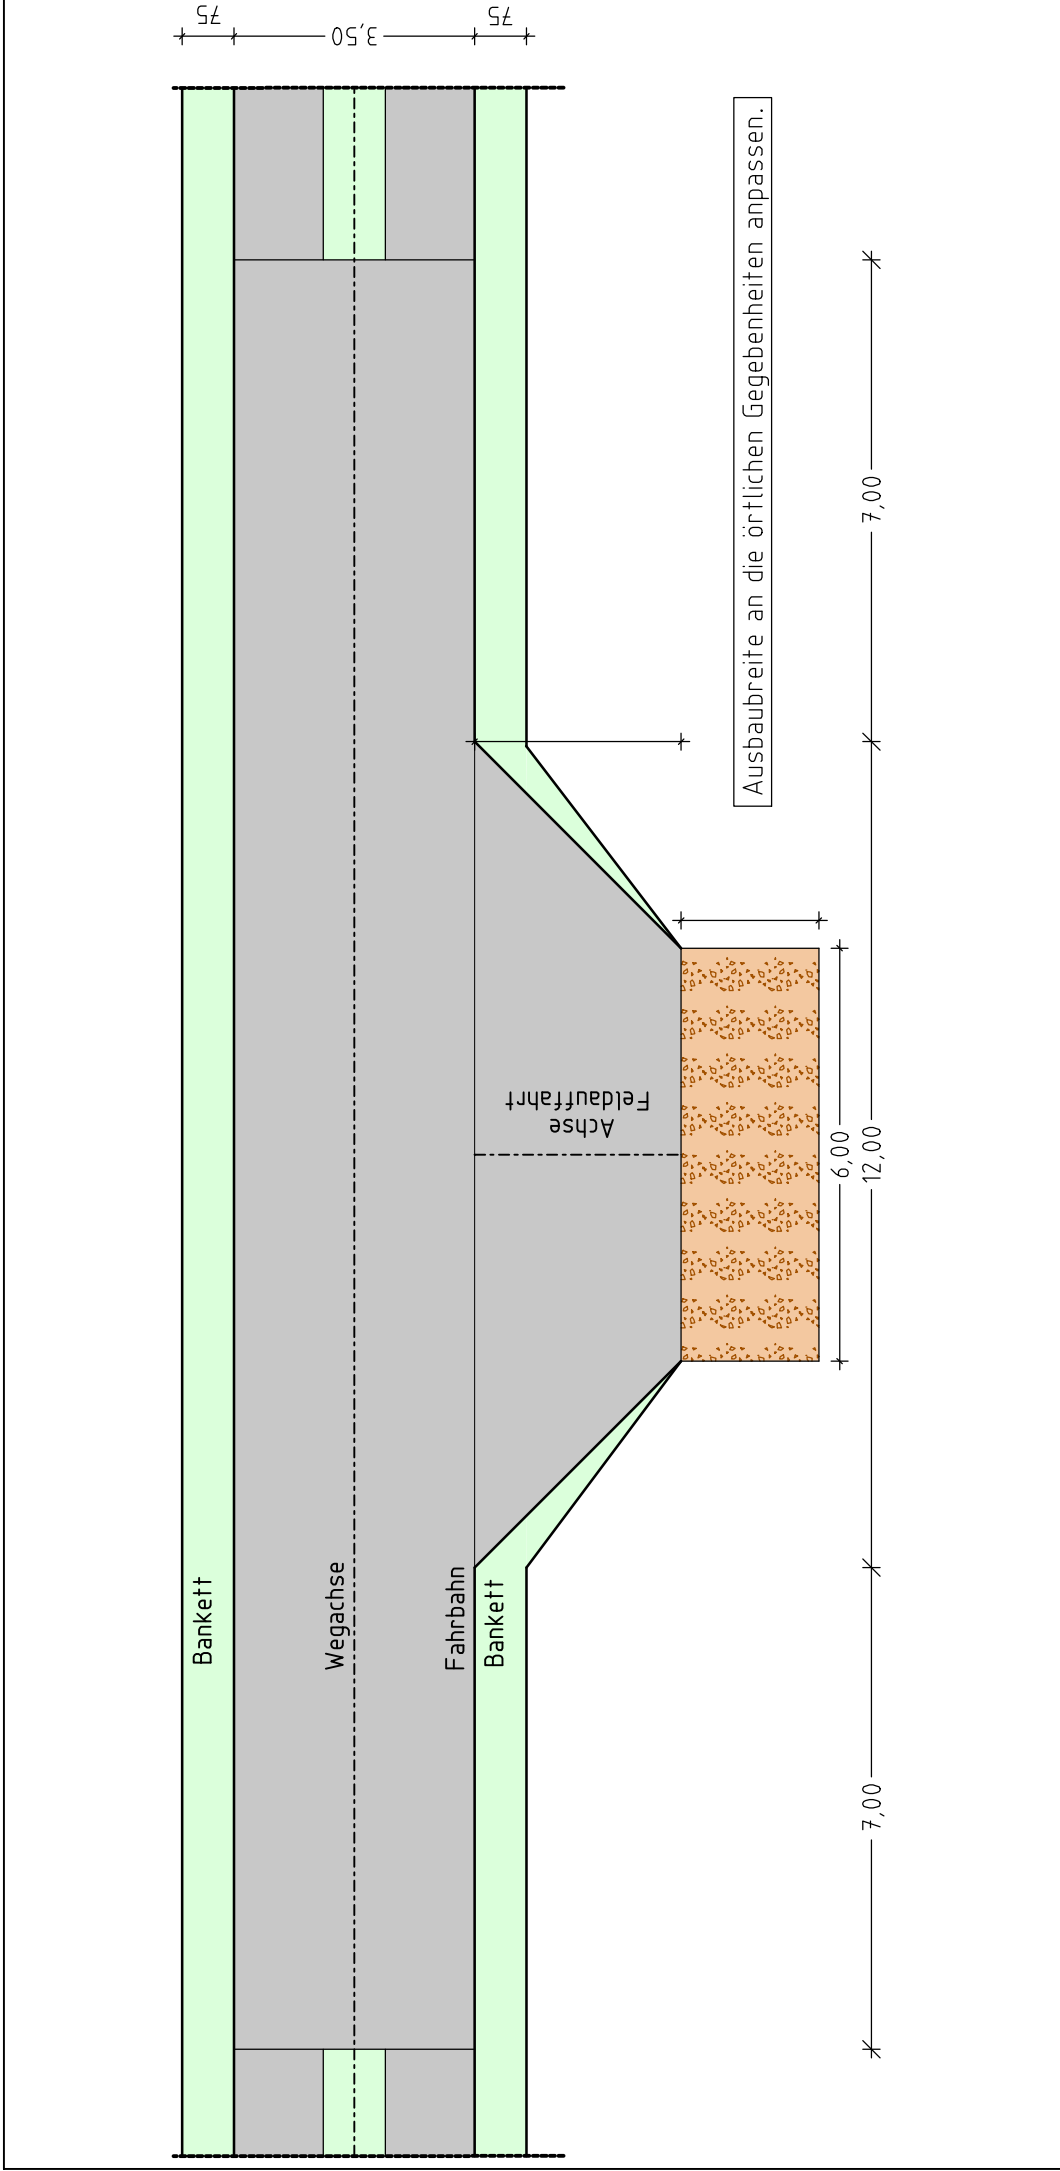 75
3,50
75
Bankett
Wegachse
Fahrbahn
Bankett
Achse
Feldauffahrt
Ausbaubreite an die örtlichen Gegebenheiten anpassen.
6,00
7,00
12,00
7,00